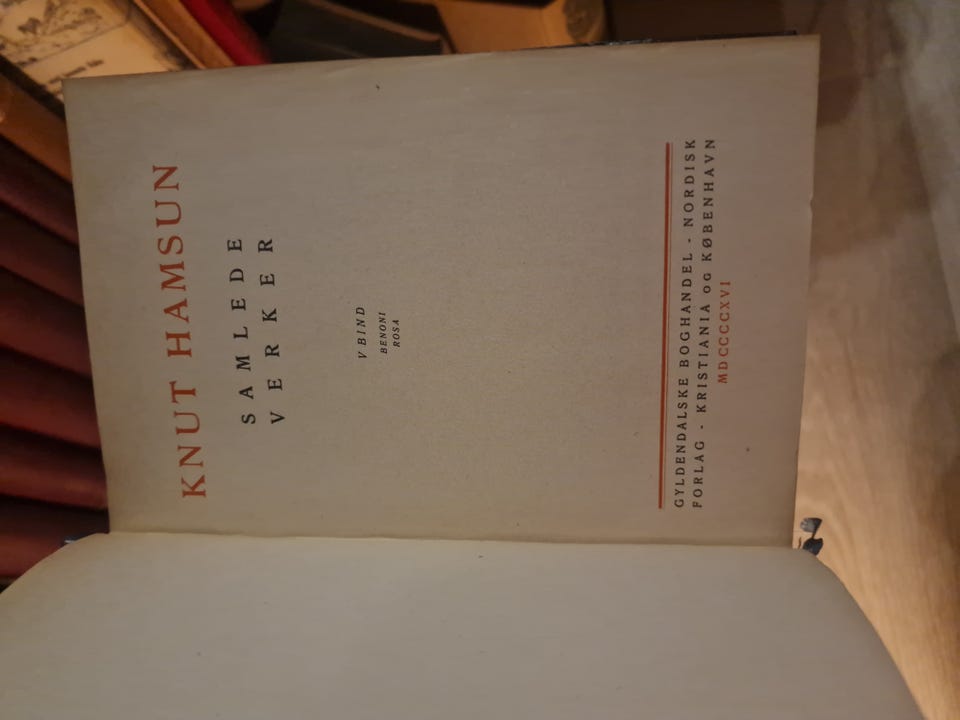 KNUT HAMSUN
SAMLEDE
VERKER
V BIND
BENONI
ROSA
GYLDENDALSKE BOGHANDEL - NORDISK
FORLAG - KRISTIANIA OG KØBENHAVN
MDCCCCXVI